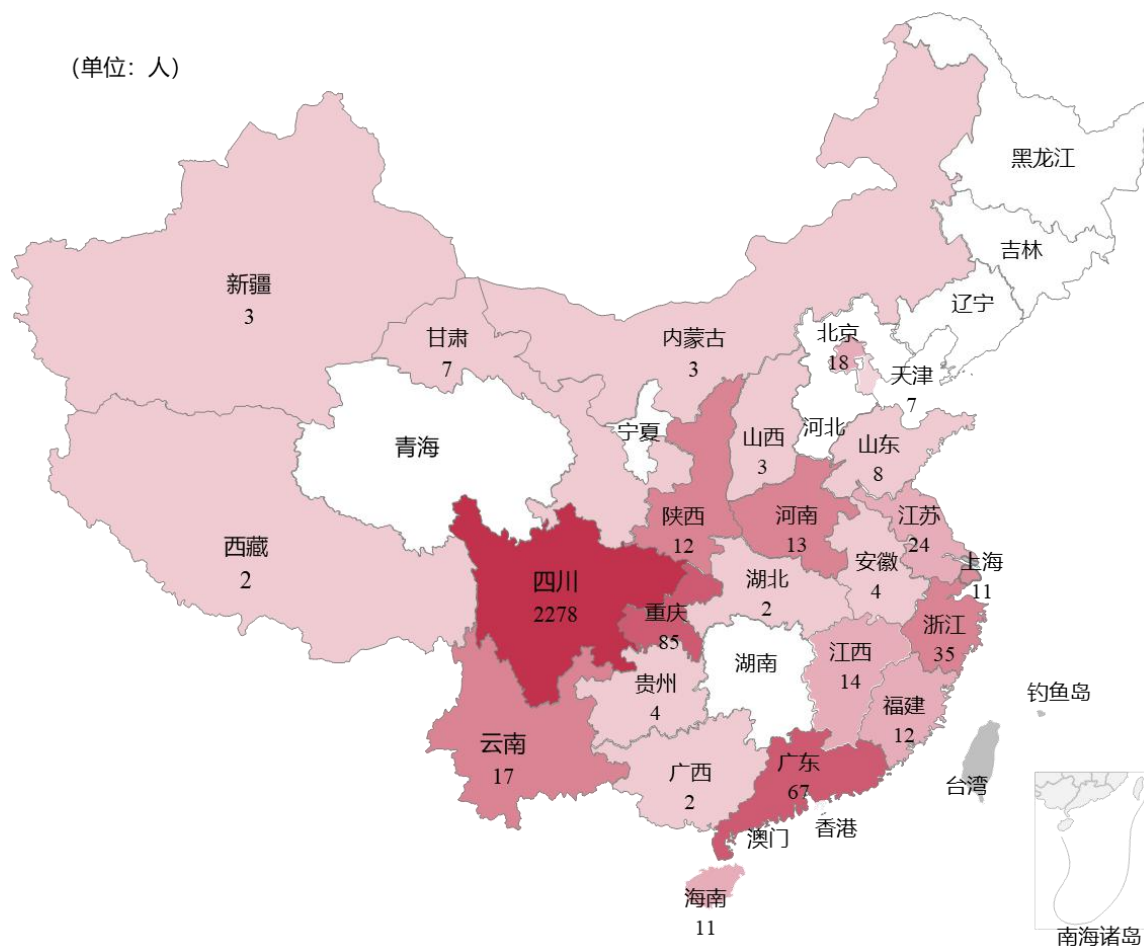 (单位：人)
黑龙江
吉林
辽宁
新疆
3
甘肃
7
内蒙古
3
北京
18
天津
7
宁夏
山西
3
河北
山东
8
青海
陕西
12
河南
13
江苏
24
西藏
2
四川
2278
湖北
2
安徽
4
上海
11
重庆
85
浙江
35
湖南
江西
14
贵州
4
福建
12
钓鱼岛
云南
17
广西
2
广东
67
台湾
澳门
香港
海南
11
南海诸岛